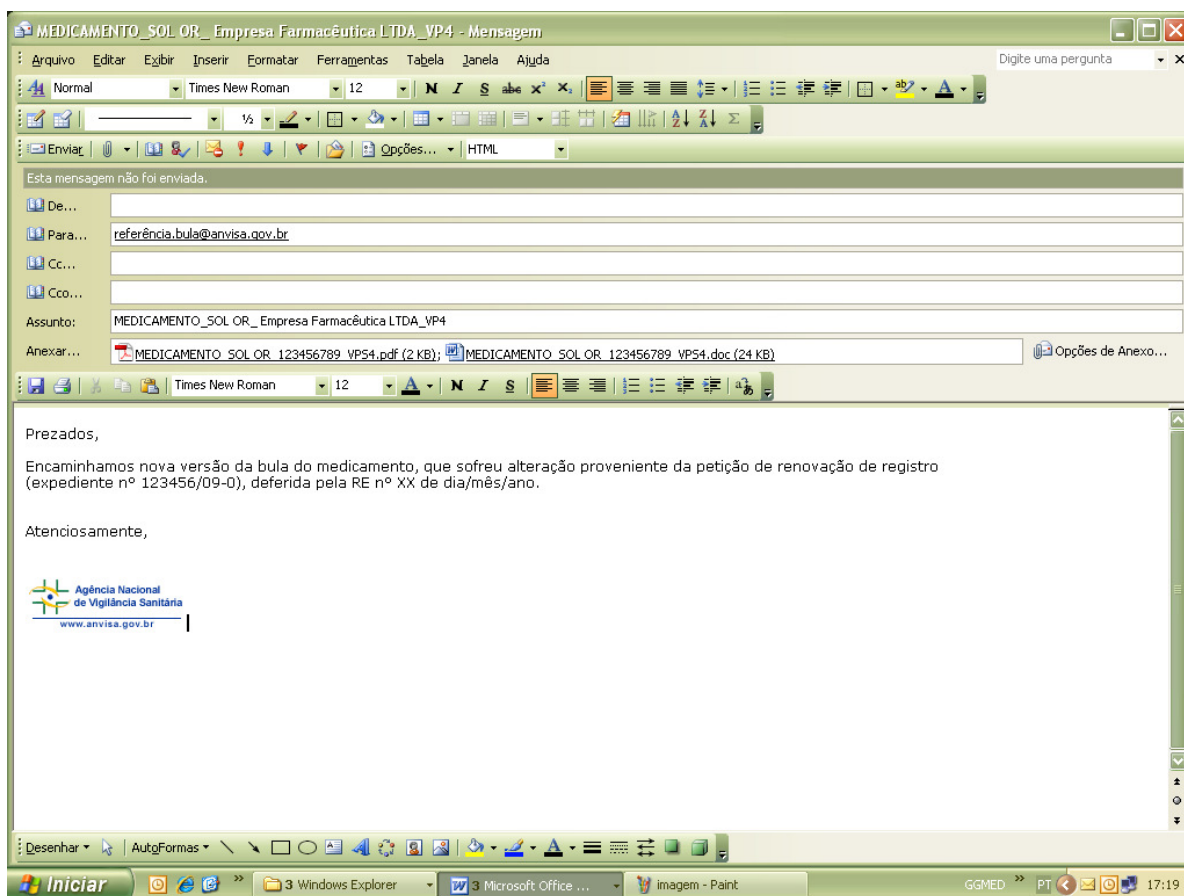 MEDICAMENTO_SOL OR_ Empresa Farmacêutica LTDA_VP4 - Mensagem
Arquivo Editar Exibir Inserir Formatar Ferramentas Tabela Janela Ajuda Digite uma pergunta
Normal Times New Roman 12 N I S abc x² x₂ ab A
½ A Z Z A Σ
Enviar Opções... HTML
Esta mensagem não foi enviada.
De...
Para... referência.bula@anvisa.gov.br
Cc...
Cco...
Assunto: MEDICAMENTO_SOL OR_ Empresa Farmacêutica LTDA_VP4
Anexar... MEDICAMENTO_SOL OR_123456789_VPS4.pdf (2 KB); MEDICAMENTO_SOL OR_123456789_VPS4.doc (24 KB) Opções de Anexo...
Times New Roman 12 A N I S
Prezados,
Encaminhamos nova versão da bula do medicamento, que sofreu alteração proveniente da petição de renovação de registro
(expediente nº 123456/09-0), deferida pela RE nº XX de dia/mês/ano.
Atenciosamente,
Agência Nacional
de Vigilância Sanitária
www.anvisa.gov.br
Desenhar AutoFormas A
Iniciar 3 Windows Explorer 3 Microsoft Office ... imagem - Paint GGMED PT 17:19